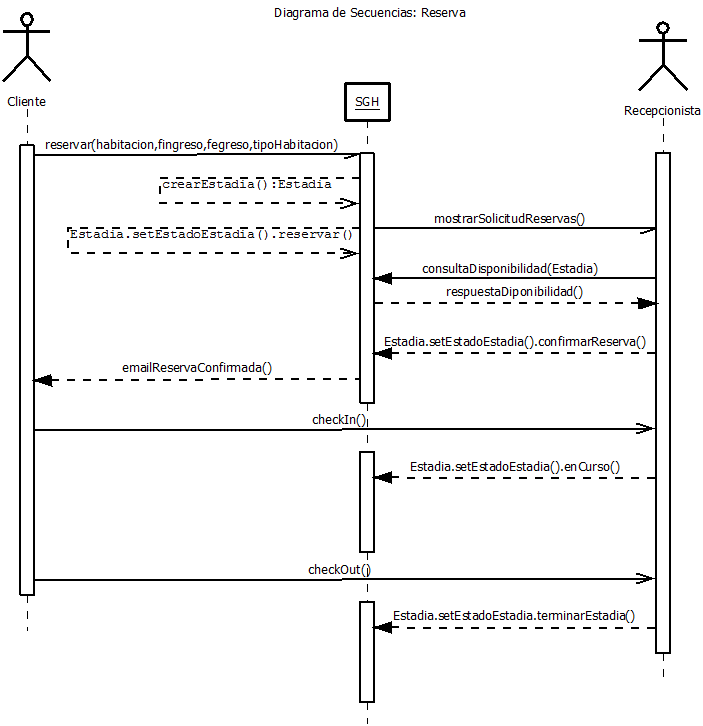 Diagrama de Secuencias: Reserva
Cliente
SGH
Recepcionista
reservar(habitacion,fingreso,fegreso,tipoHabitacion)
crearEstadia():Estadia
mostrarSolicitudReservas()
Estadia.setEstadoEstadia().reservar()
consultaDisponibilidad(Estadia)
respuestaDiponibilidad()
Estadia.setEstadoEstadia().confirmarReserva()
emailReservaConfirmada()
checkIn()
Estadia.setEstadoEstadia().enCurso()
checkOut()
Estadia.setEstadoEstadia.terminarEstadia()